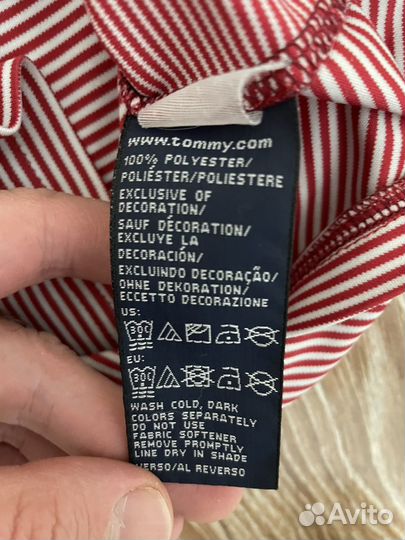 www.tommy.com
100% POLYESTER/
POLIÉSTER/POLIESTERE
EXCLUSIVE OF
DECORATION/
SAUF DÉCORATION/
EXCLUYE LA
DECORACIÓN/
EXCLUINDO DECORAÇÃO/
OHNE DEKORATION/
ECCETTO DECORAZIONE
US:
30C
EU:
30C
WASH COLD, DARK
COLORS SEPARATELY
DO NOT USE
FABRIC SOFTENER
REMOVE PROMPTLY
LINE DRY IN SHADE
VERSO/AL REVERSO
Avito